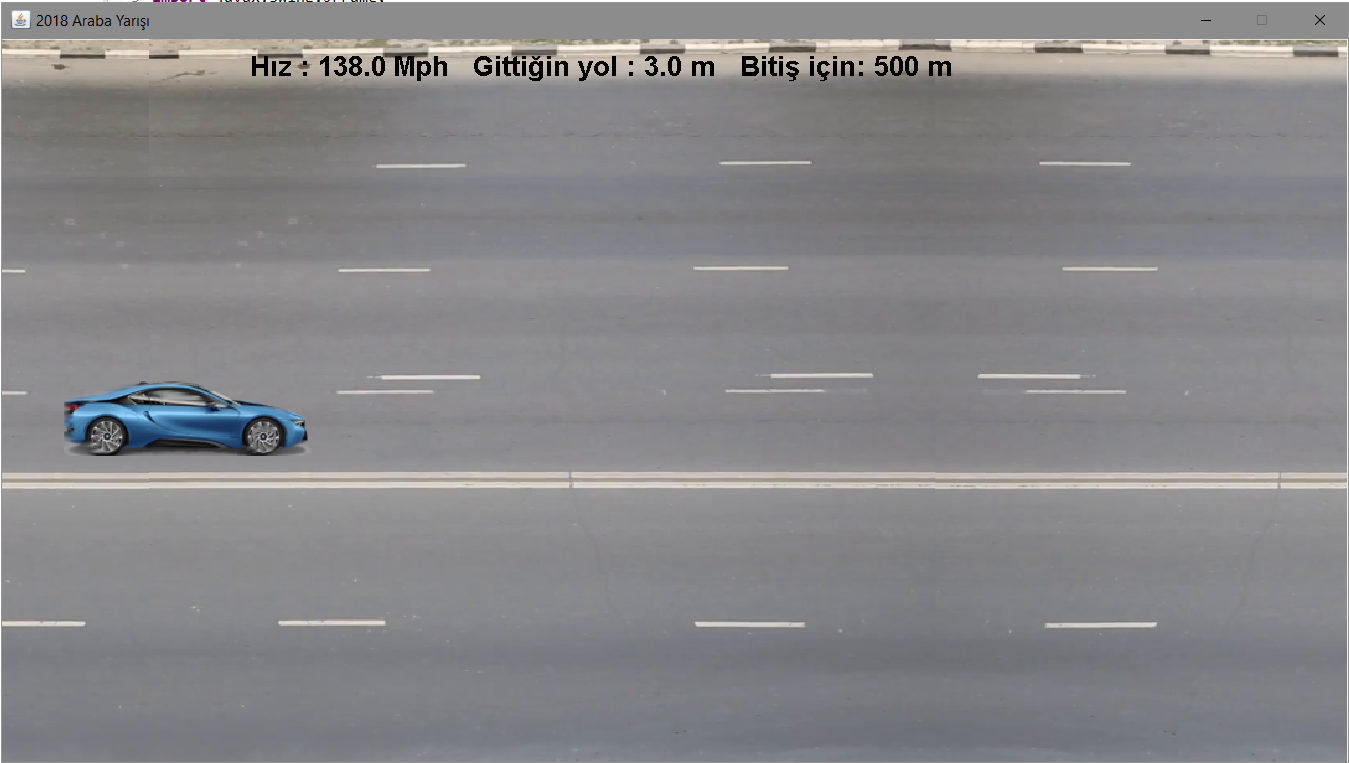 2018 Araba Yarışı
Hız : 138.0 Mph Gittiğin yol : 3.0 m Bitiş için: 500 m